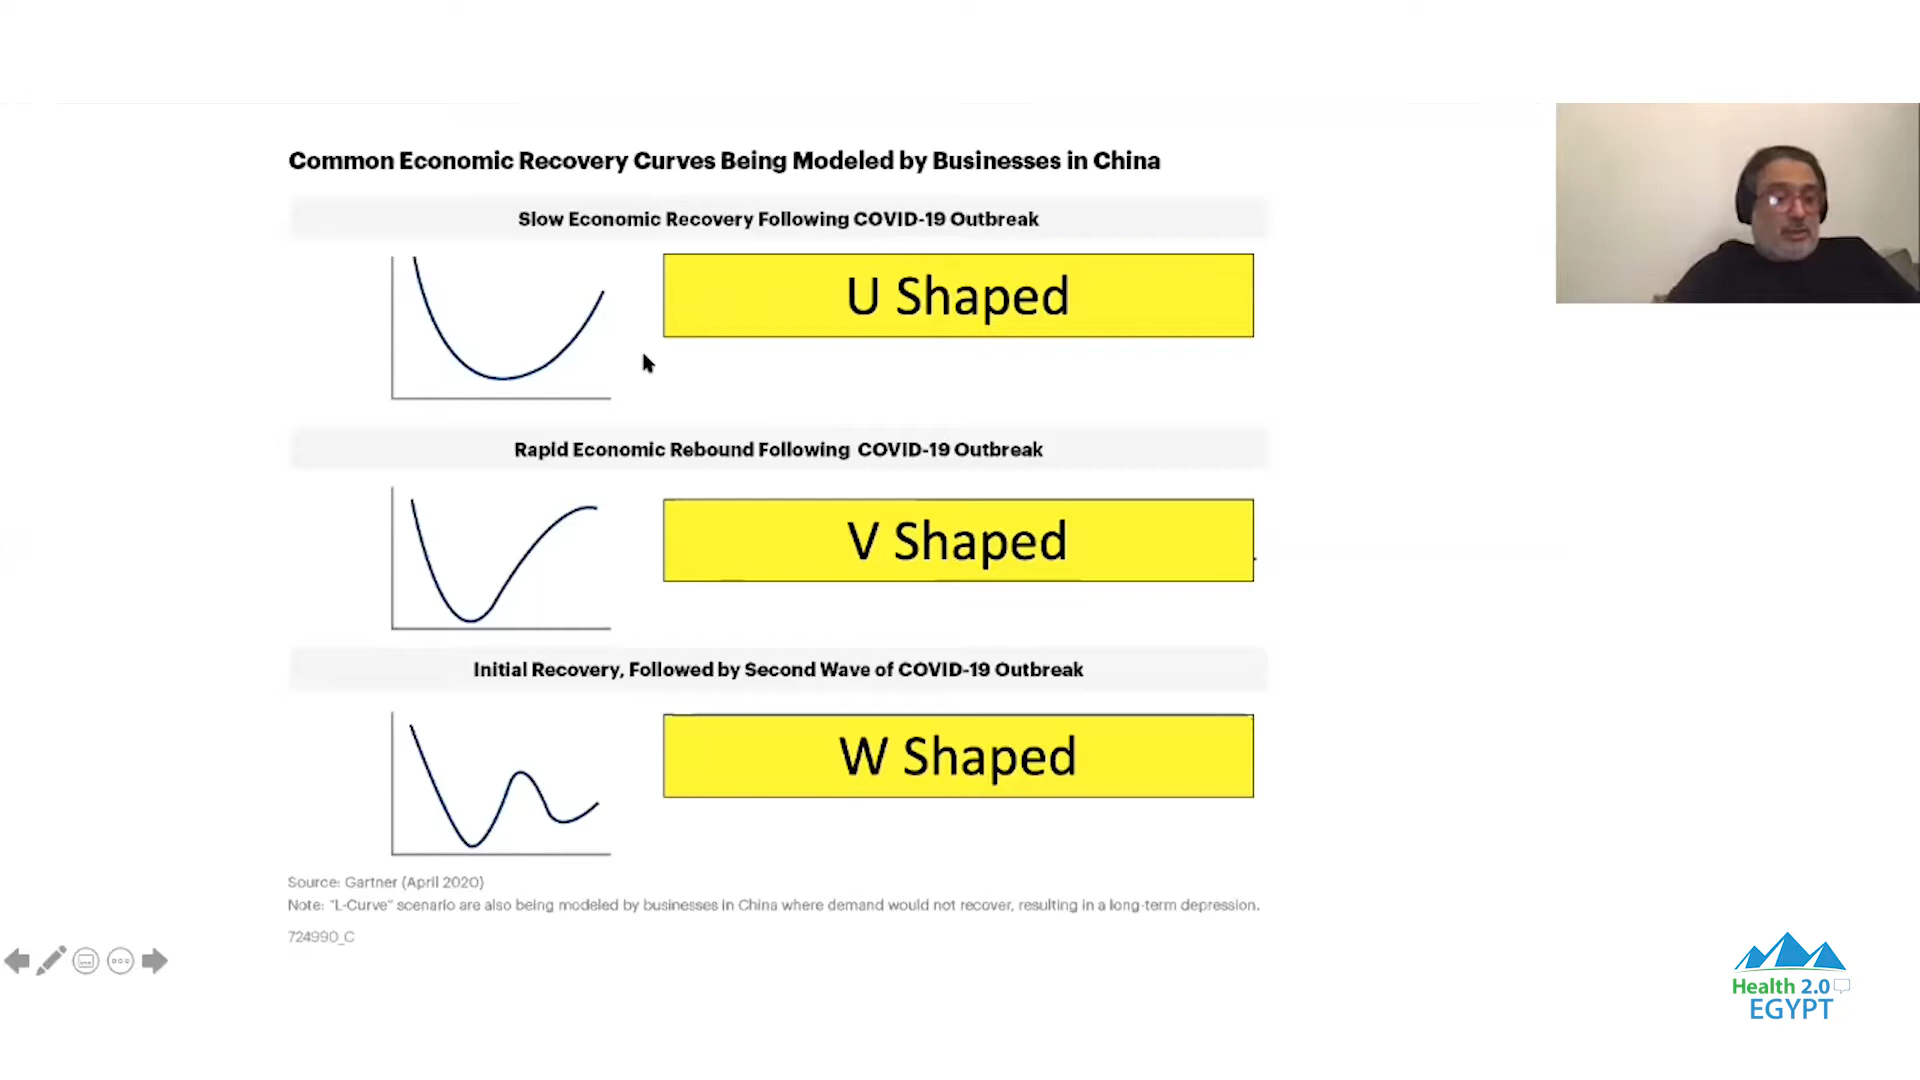 Common Economic Recovery Curves Being Modeled by Businesses in China
Slow Economic Recovery Following COVID-19 Outbreak
U Shaped
Rapid Economic Rebound Following COVID-19 Outbreak
V Shaped
Initial Recovery, Followed by Second Wave of COVID-19 Outbreak
W Shaped
Source: Gartner (April 2020)
Note: "L-Curve" scenario are also being modeled by businesses in China where demand would not recover, resulting in a long-term depression.
724990_C
Health 2.0
EGYPT